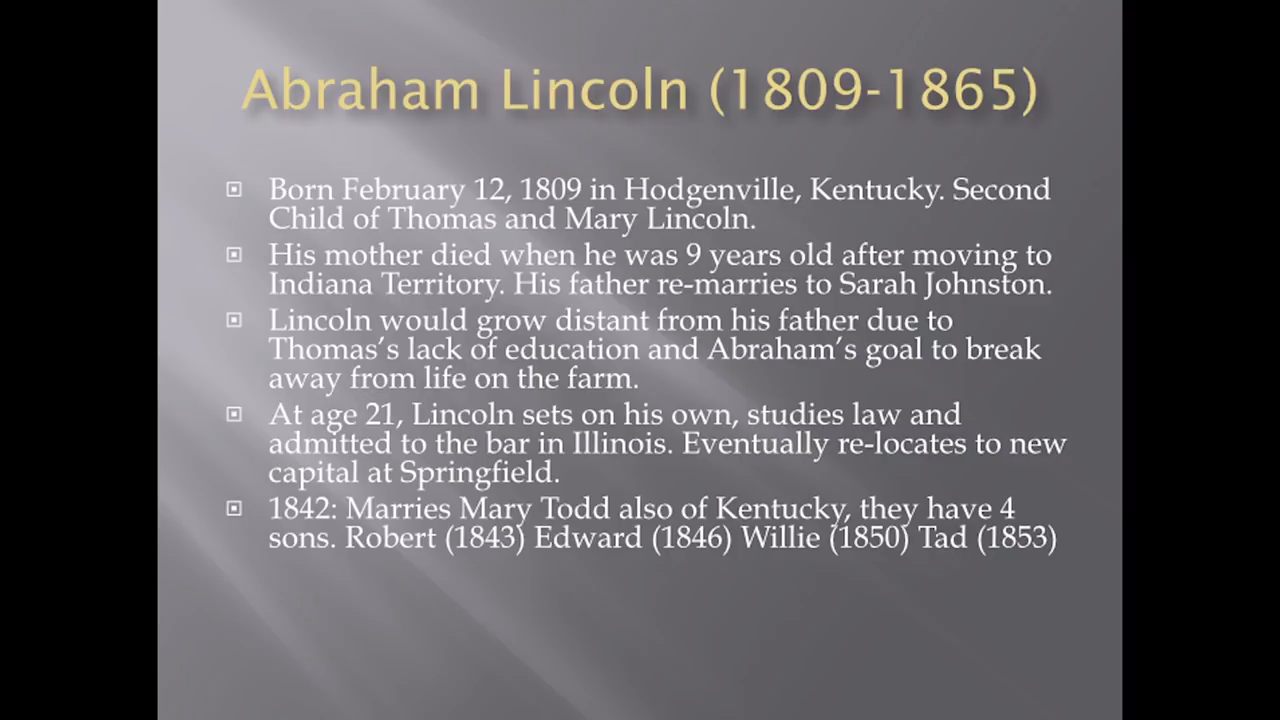 Abraham Lincoln (1809-1865)
Born February 12, 1809 in Hodgenville, Kentucky. Second
Child of Thomas and Mary Lincoln.
His mother died when he was 9 years old after moving to
Indiana Territory. His father re-marries to Sarah Johnston.
Lincoln would grow distant from his father due to
Thomas’s lack of education and Abraham’s goal to break
away from life on the farm.
At age 21, Lincoln sets on his own, studies law and
admitted to the bar in Illinois. Eventually re-locates to new
capital at Springfield.
1842: Marries Mary Todd also of Kentucky, they have 4
sons. Robert (1843) Edward (1846) Willie (1850) Tad (1853)